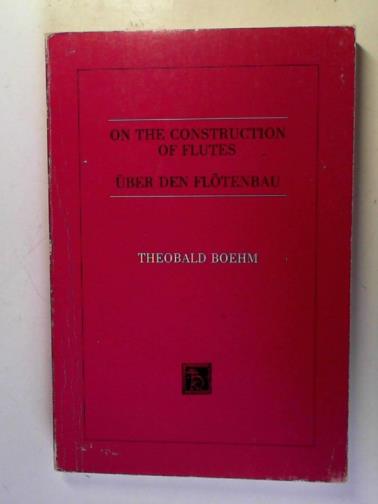 ON THE CONSTRUCTION
OF FLUTES
ÜBER DEN FLÖTENBAU
THEOBALD BOEHM